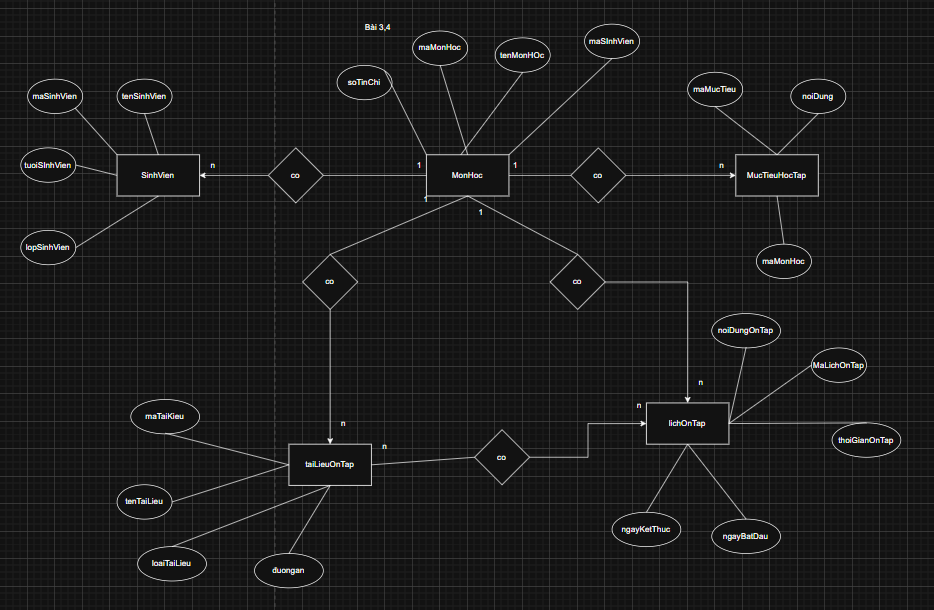 Bài 3,4
maMonHoc
tenMonHOc
maSInhVien
soTinChi
maMucTieu
noiDung
maSinhVien
tenSinhVien
tuoiSInhVien
SinhVien
n
co
1
MonHoc
1
co
n
MucTieuHocTap
1
1
lopSinhVien
maMonHoc
co
co
noiDungOnTap
MaLichOnTap
n
n
lichOnTap
thoiGianOnTap
maTaiKieu
n
n
taiLieuOnTap
co
tenTaiLieu
ngayKetThuc
ngayBatDau
loaiTaiLieu
duongan